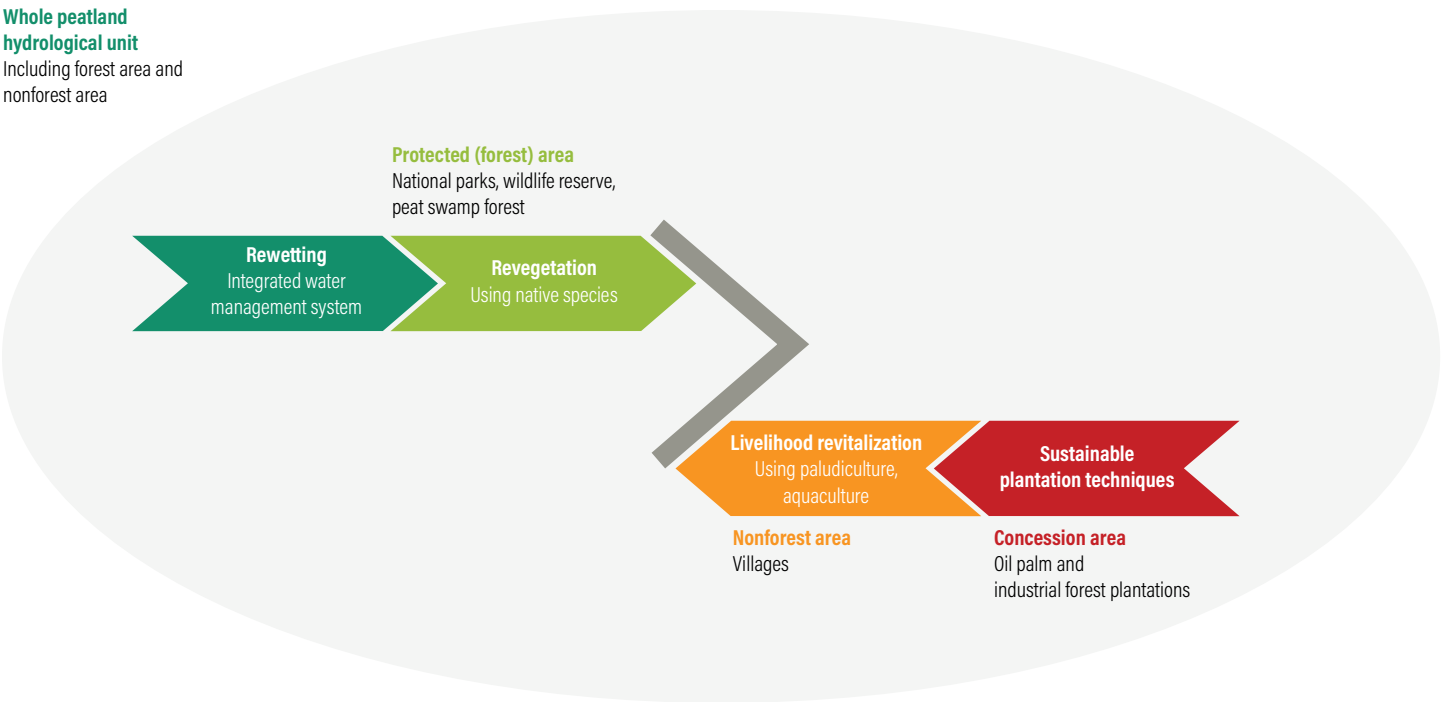 Whole peatland
hydrological unit
Including forest area and
nonforest area
Protected (forest) area
National parks, wildlife reserve,
peat swamp forest
Rewetting
Integrated water
management system
Revegetation
Using native species
Livelihood revitalization
Using paludiculture,
aquaculture
Sustainable
plantation techniques
Nonforest area
Villages
Concession area
Oil palm and
industrial forest plantations